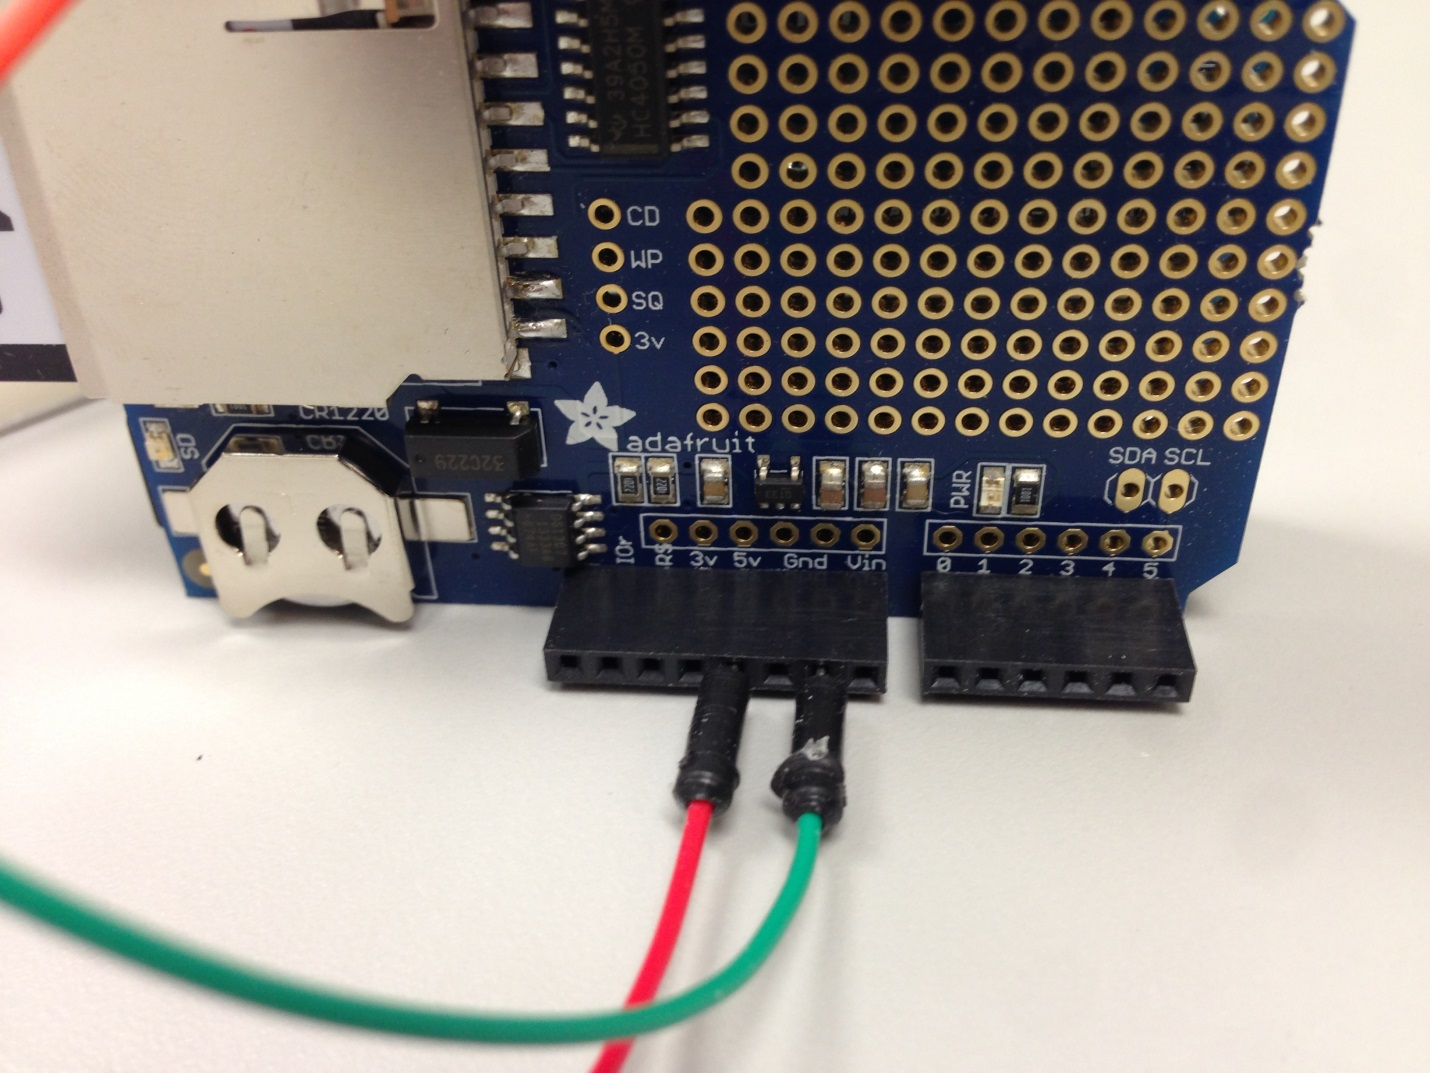 39A2H5M
HC4050M
CD
WP
SQ
3v
CR1220
SD
32C229
adafruit
SDA SCL
PWR
1001
IOr
RS
3v 5v Gnd Vin
0 1 2 3 4 5